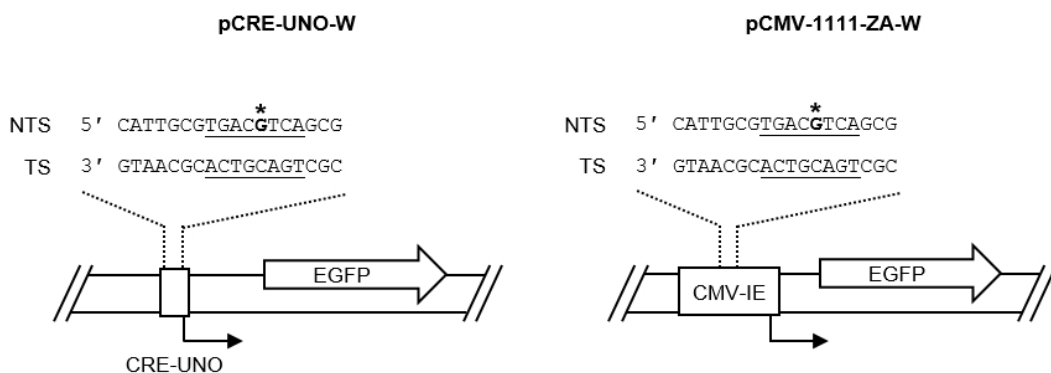 pCRE-UNO-W
*
NTS 5′ CATTGCGTGACGTCAGCG
TS 3′ GTAACGCACTGCAGTCGC
EGFP
CRE-UNO
pCMV-1111-ZA-W
*
NTS 5′ CATTGCGTGACGTCAGCG
TS 3′ GTAACGCACTGCAGTCGC
EGFP
CMV-IE